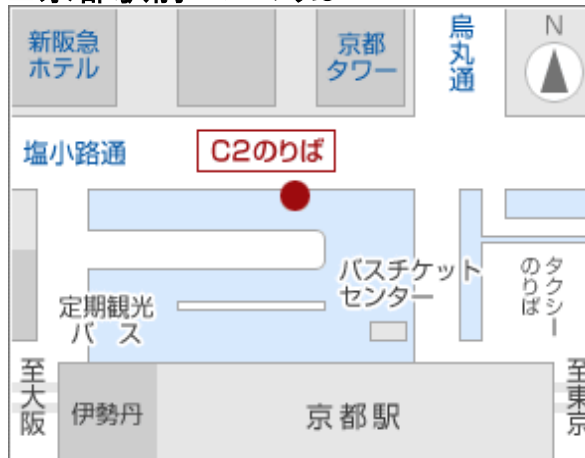 新阪急
ホテル
京都
タワー
烏丸通
N
塩小路通
C2のりば
バスチケット
センター
タクシー
のりば
定期観光
バス
至大阪
伊勢丹
京都駅
至東京